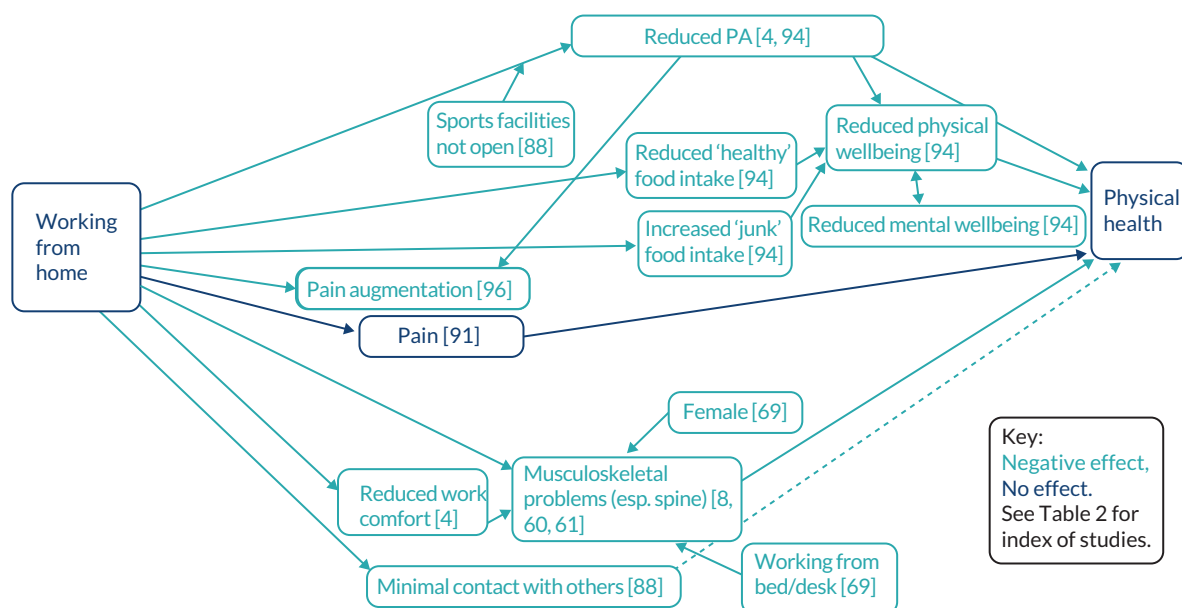 Reduced PA [4, 94]
Sports facilities
not open [88]
Reduced physical
wellbeing [94]
Reduced ‘healthy’
food intake [94]
Working
from
home
Physical
health
Increased ‘junk’
food intake [94]
Reduced mental wellbeing [94]
Pain augmentation [96]
Pain [91]
Female [69]
Musculoskeletal
problems (esp. spine) [8,
60, 61]
Reduced work
comfort [4]
Minimal contact with others [88]
Working from
bed/desk [69]
Key:
Negative effect,
No effect.
See Table 2 for
index of studies.